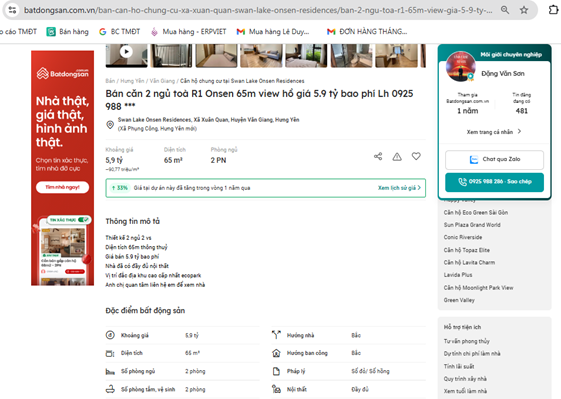 batdongsan.com.vn/ban-can-ho-chung-cu-xa-xuan-quan-swan-lake-onsen-residences/ban-2-ngu-toa-r1-65m-view-gia-5-9-ty-...
cáo TMĐT
Phòng
BC TMĐT
Mua hàng - ERPVIET
Mua hàng Lê Duy...
ĐƠN HÀNG THÁNG...
Batdongsan
Nhà thật,
giá thật,
hình ảnh
thật.
Chọn tin xác thực,
tìm nhà dễ
Tìm nhà ngay!
Bán / Hưng Yên / Văn Giang / Căn hộ chung cư tại Swan Lake Onsen Residences
Bán căn 2 ngủ toà R1 Onsen 65m view hồ giá 5.9 tỷ bao phí Lh 0925
988 ***
Swan Lake Onsen Residences, Xã Xuân Quan, Huyện Văn Giang, Hưng Yên
(Xã Phụng Công, Hưng Yên mới)
Khoảng giá
Diện tích
Phòng ngủ
5,9 tỷ
65 m²
2 PN
~90,77 triệu/m²
33% Giá tại dự án này đã tăng trong vòng 1 năm qua
Xem lịch sử giá
Thông tin mô tả
Thiết kế 2 ngủ 2 vs
Diện tích 65m thông thuỷ
Giá bán 5.9 tỷ bao phí
Nhà đã có đầy đủ nội thất
Vị trí đắc địa khu cao cấp nhất ecopark
Anh chị quan tâm liên hệ em để xem nhà
Đặc điểm bất động sản
Khoảng giá
5,9 tỷ
Hướng nhà
Bắc
Diện tích
65 m²
Hướng ban công
Bắc
Số phòng ngủ
2 phòng
Pháp lý
Sổ đỏ/ Sổ hồng
Số phòng tắm, vệ sinh
2 phòng
Nội thất
Đầy đủ
Môi giới chuyên nghiệp
Đặng Văn Sơn
Tham gia
Batdongsan.com.vn
1 năm
Tin đăng
đang có
481
Xem trang cá nhân
Chat qua Zalo
0925 988 286 · Sao chép
Happy Valley
Căn hộ Eco Green Sài Gòn
Sun Plaza Grand World
Conic Riverside
Căn hộ Topaz Elite
Căn hộ Lavita Charm
Lavida Plus
Căn hộ Moonlight Park View
Green Valley
Hỗ trợ tiện ích
Tư vấn phong thủy
Dự tính chi phí làm nhà
Tính lãi suất
Quy trình xây nhà
Xem tuổi làm nhà